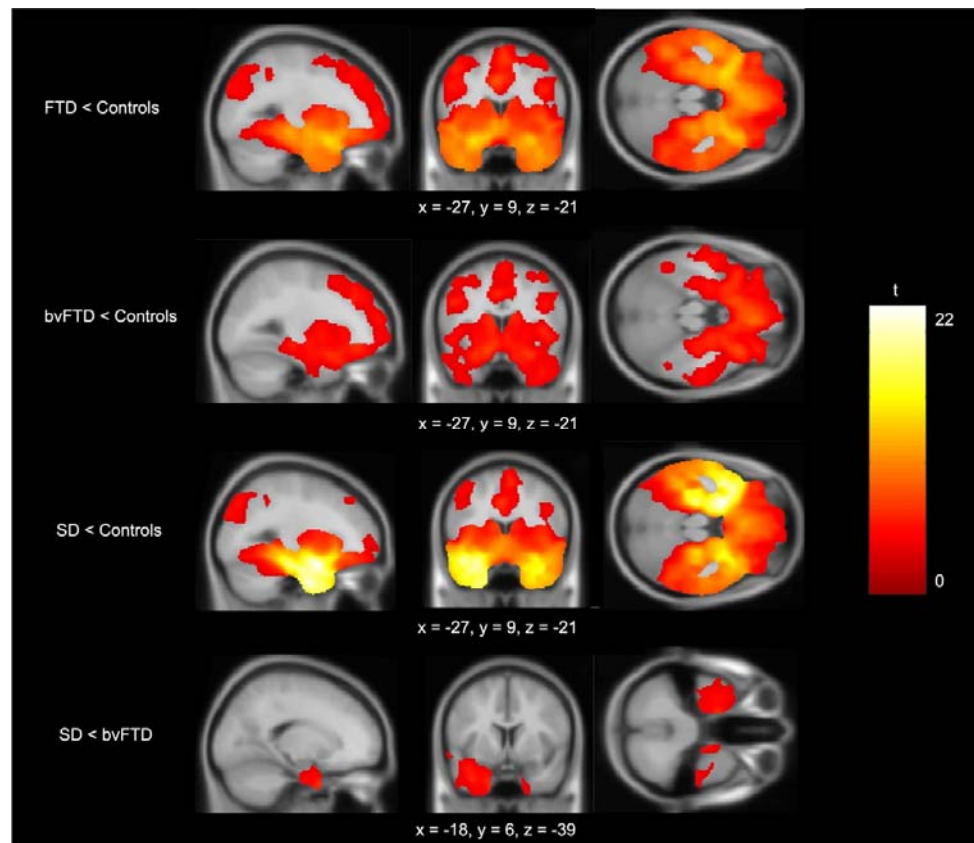 FTD < Controls
x = -27, y = 9, z = -21
bvFTD < Controls
x = -27, y = 9, z = -21
t
22
0
SD < Controls
x = -27, y = 9, z = -21
SD < bvFTD
x = -18, y = 6, z = -39